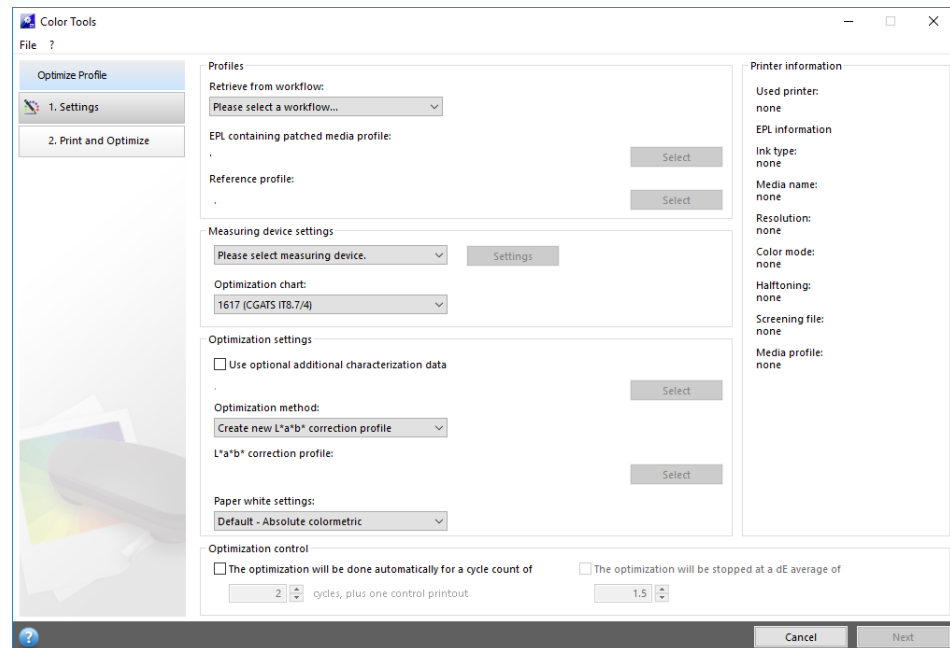 Color Tools
File ?
Optimize Profile
1. Settings
2. Print and Optimize
Profiles
Retrieve from workflow:
Please select a workflow...
EPL containing patched media profile:
.
Select
Reference profile:
.
Select
Measuring device settings
Please select measuring device.
Settings
Optimization chart:
1617 (CGATS IT8.7/4)
Optimization settings
Use optional additional characterization data
.
Select
Optimization method:
Create new L*a*b* correction profile
L*a*b* correction profile:
Select
Paper white settings:
Default - Absolute colormetric
Optimization control
The optimization will be done automatically for a cycle count of
2 cycles, plus one control printout
The optimization will be stopped at a dE average of
1.5
Printer information
Used printer:
none
EPL information
Ink type:
none
Media name:
none
Resolution:
none
Color mode:
none
Halftoning:
none
Screening file:
none
Media profile:
none
?
Cancel
Next